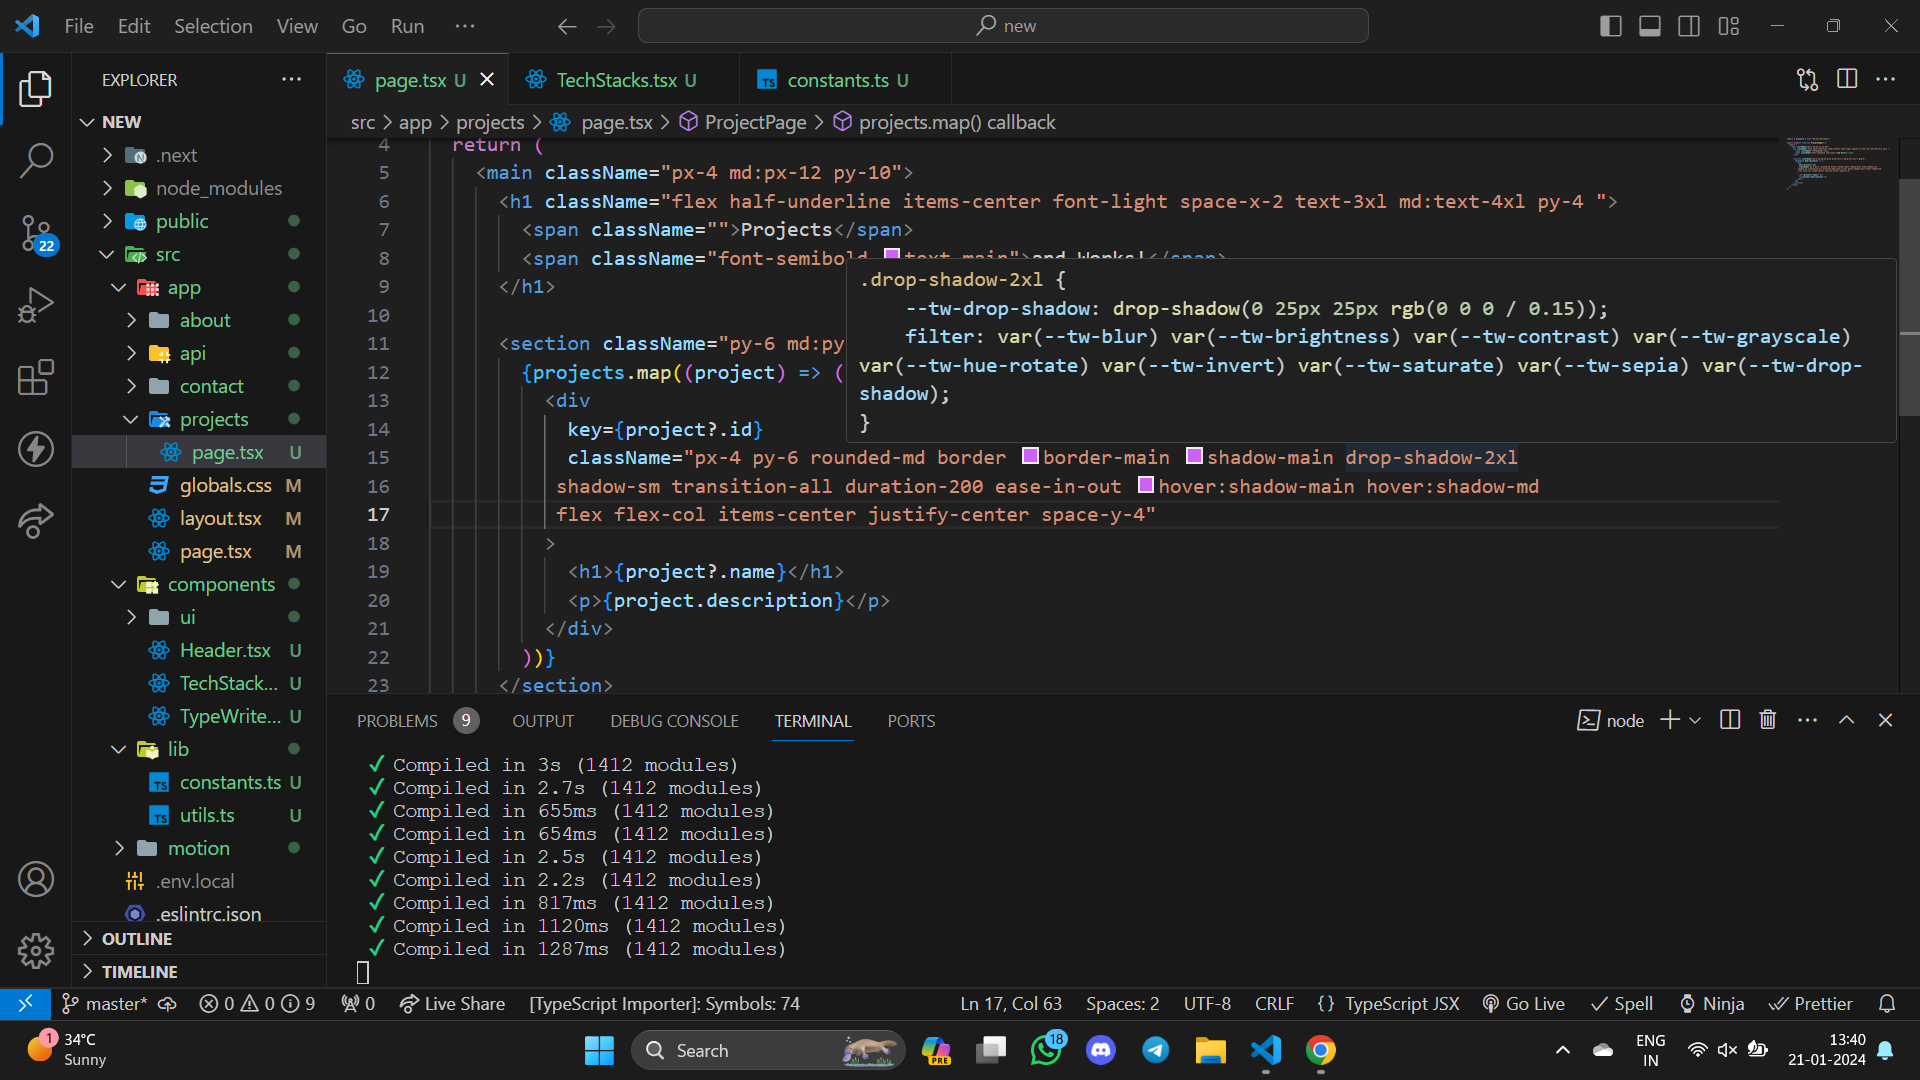 File Edit Selection View Go Run ···
new
EXPLORER
NEW
.next
node_modules
public
src
app
about
api
contact
projects
page.tsx U
globals.css M
layout.tsx M
page.tsx M
components
ui
Header.tsx U
TechStack... U
TypeWrite... U
lib
constants.ts U
utils.ts U
motion
.env.local
.eslintrc.json
OUTLINE
TIMELINE
22
page.tsx U
TechStacks.tsx U
constants.ts U
src > app > projects > page.tsx > ProjectPage > projects.map() callback
4 return (
5 <main className="px-4 md:px-12 py-10">
6 <h1 className="flex half-underline items-center font-light space-x-2 text-3xl md:text-4xl py-4 ">
7 <span className="">Projects</span>
8 <span className="font-semibold text-main">and Works!</span>
9 </h1>
10
11 <section className="py-6 md:py
12 {projects.map((project) => (
13 <div
14 key={project?.id}
15 className="px-4 py-6 rounded-md border border-main shadow-main drop-shadow-2xl
16 shadow-sm transition-all duration-200 ease-in-out hover:shadow-main hover:shadow-md
17 flex flex-col items-center justify-center space-y-4"
18 >
19 <h1>{project?.name}</h1>
20 <p>{project.description}</p>
21 </div>
22 ))}
23 </section>
.drop-shadow-2xl {
--tw-drop-shadow: drop-shadow(0 25px 25px rgb(0 0 0 / 0.15));
filter: var(--tw-blur) var(--tw-brightness) var(--tw-contrast) var(--tw-grayscale)
var(--tw-hue-rotate) var(--tw-invert) var(--tw-saturate) var(--tw-sepia) var(--tw-drop-
shadow);
}
PROBLEMS 9 OUTPUT DEBUG CONSOLE TERMINAL PORTS
node
✓ Compiled in 3s (1412 modules)
✓ Compiled in 2.7s (1412 modules)
✓ Compiled in 655ms (1412 modules)
✓ Compiled in 654ms (1412 modules)
✓ Compiled in 2.5s (1412 modules)
✓ Compiled in 2.2s (1412 modules)
✓ Compiled in 817ms (1412 modules)
✓ Compiled in 1120ms (1412 modules)
✓ Compiled in 1287ms (1412 modules)
master* 0 0 9 0 Live Share [TypeScript Importer]: Symbols: 74 Ln 17, Col 63 Spaces: 2 UTF-8 CRLF {} TypeScript JSX Go Live Spell Ninja Prettier
1
34°C
Sunny
Search
PRE
18
ENG
IN
13:40
21-01-2024